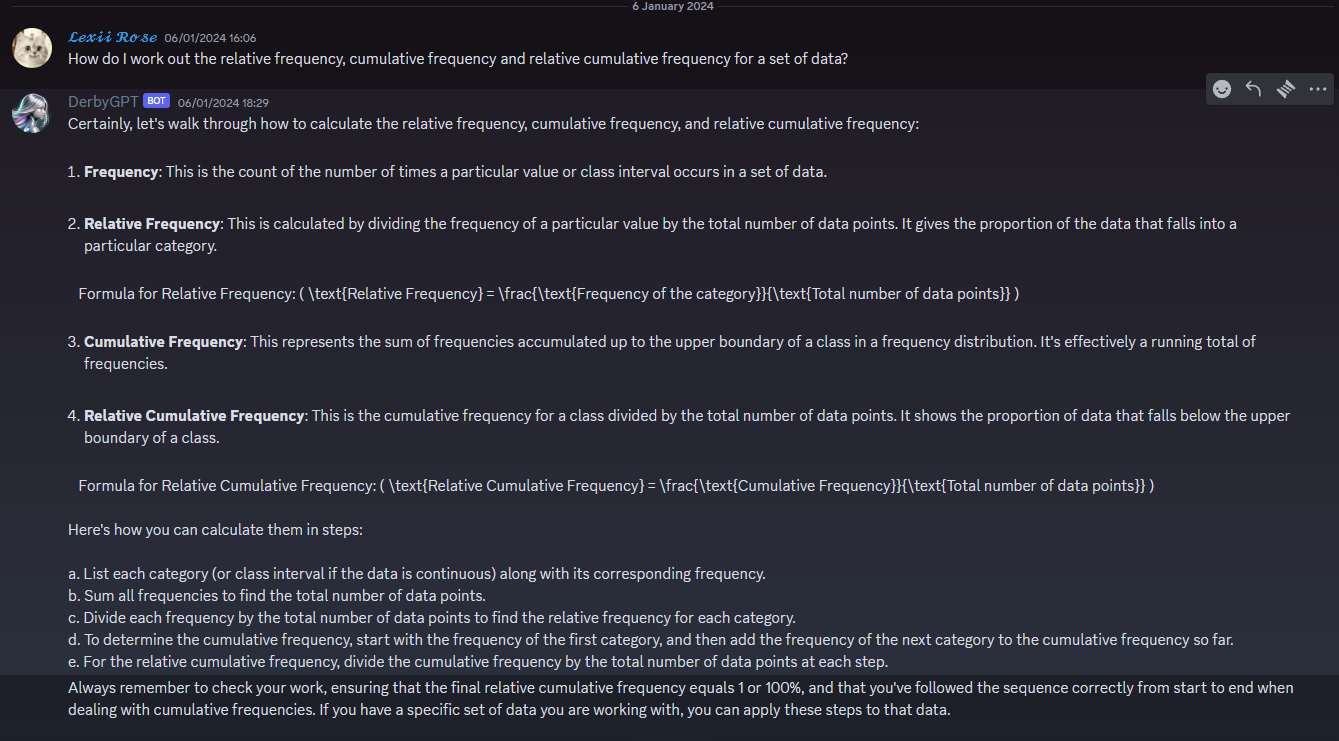 6 January 2024
𝓛𝓮𝔁𝓲𝓲 𝓡𝓸𝓼𝓮 06/01/2024 16:06
How do I work out the relative frequency, cumulative frequency and relative cumulative frequency for a set of data?
DerbyGPT BOT 06/01/2024 18:29
Certainly, let's walk through how to calculate the relative frequency, cumulative frequency, and relative cumulative frequency:
1. Frequency: This is the count of the number of times a particular value or class interval occurs in a set of data.
2. Relative Frequency: This is calculated by dividing the frequency of a particular value by the total number of data points. It gives the proportion of the data that falls into a
particular category.
Formula for Relative Frequency: ( \text{Relative Frequency} = \frac{\text{Frequency of the category}}{\text{Total number of data points}} )
3. Cumulative Frequency: This represents the sum of frequencies accumulated up to the upper boundary of a class in a frequency distribution. It's effectively a running total of
frequencies.
4. Relative Cumulative Frequency: This is the cumulative frequency for a class divided by the total number of data points. It shows the proportion of data that falls below the upper
boundary of a class.
Formula for Relative Cumulative Frequency: ( \text{Relative Cumulative Frequency} = \frac{\text{Cumulative Frequency}}{\text{Total number of data points}} )
Here's how you can calculate them in steps:
a. List each category (or class interval if the data is continuous) along with its corresponding frequency.
b. Sum all frequencies to find the total number of data points.
c. Divide each frequency by the total number of data points to find the relative frequency for each category.
d. To determine the cumulative frequency, start with the frequency of the first category, and then add the frequency of the next category to the cumulative frequency so far.
e. For the relative cumulative frequency, divide the cumulative frequency by the total number of data points at each step.
Always remember to check your work, ensuring that the final relative cumulative frequency equals 1 or 100%, and that you've followed the sequence correctly from start to end when
dealing with cumulative frequencies. If you have a specific set of data you are working with, you can apply these steps to that data.